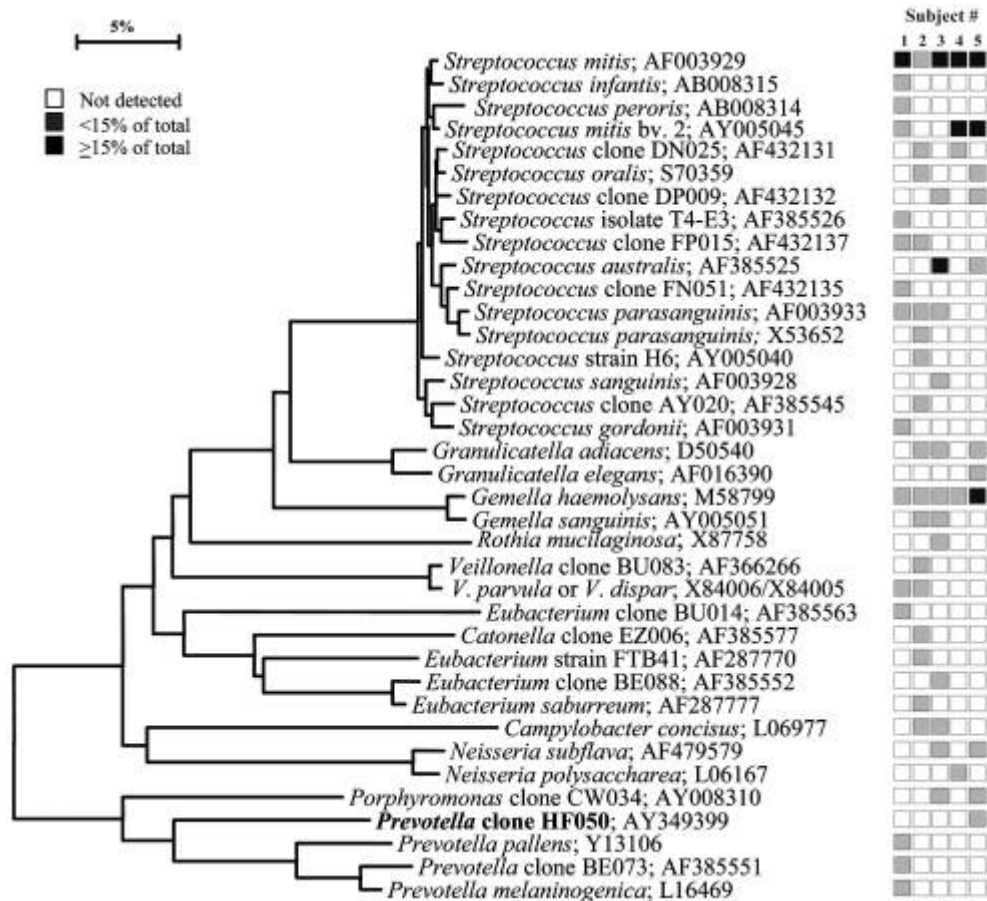 5%
Not detected
<15% of total
≥15% of total
Subject #
1 2 3 4 5
Streptococcus mitis; AF003929
Streptococcus infantis; AB008315
Streptococcus peroris; AB008314
Streptococcus mitis bv. 2; AY005045
Streptococcus clone DN025; AF432131
Streptococcus oralis; S70359
Streptococcus clone DP009; AF432132
Streptococcus isolate T4-E3; AF385526
Streptococcus clone FP015; AF432137
Streptococcus australis; AF385525
Streptococcus clone FN051; AF432135
Streptococcus parasanguinis; AF003933
Streptococcus parasanguinis; X53652
Streptococcus strain H6; AY005040
Streptococcus sanguinis; AF003928
Streptococcus clone AY020; AF385545
Streptococcus gordonii; AF003931
Granulicatella adiacens; D50540
Granulicatella elegans; AF016390
Gemella haemolysans; M58799
Gemella sanguinis; AY005051
Rothia mucilaginosa; X87758
Veillonella clone BU083; AF366266
V. parvula or V. dispar; X84006/X84005
Eubacterium clone BU014; AF385563
Catonella clone EZ006; AF385577
Eubacterium strain FTB41; AF287770
Eubacterium clone BE088; AF385552
Eubacterium saburreum; AF287777
Campylobacter concisus; L06977
Neisseria subflava; AF479579
Neisseria polysaccharea; L06167
Porphyromonas clone CW034; AY008310
Prevotella clone HF050; AY349399
Prevotella pallens; Y13106
Prevotella clone BE073; AF385551
Prevotella melaninogenica; L16469